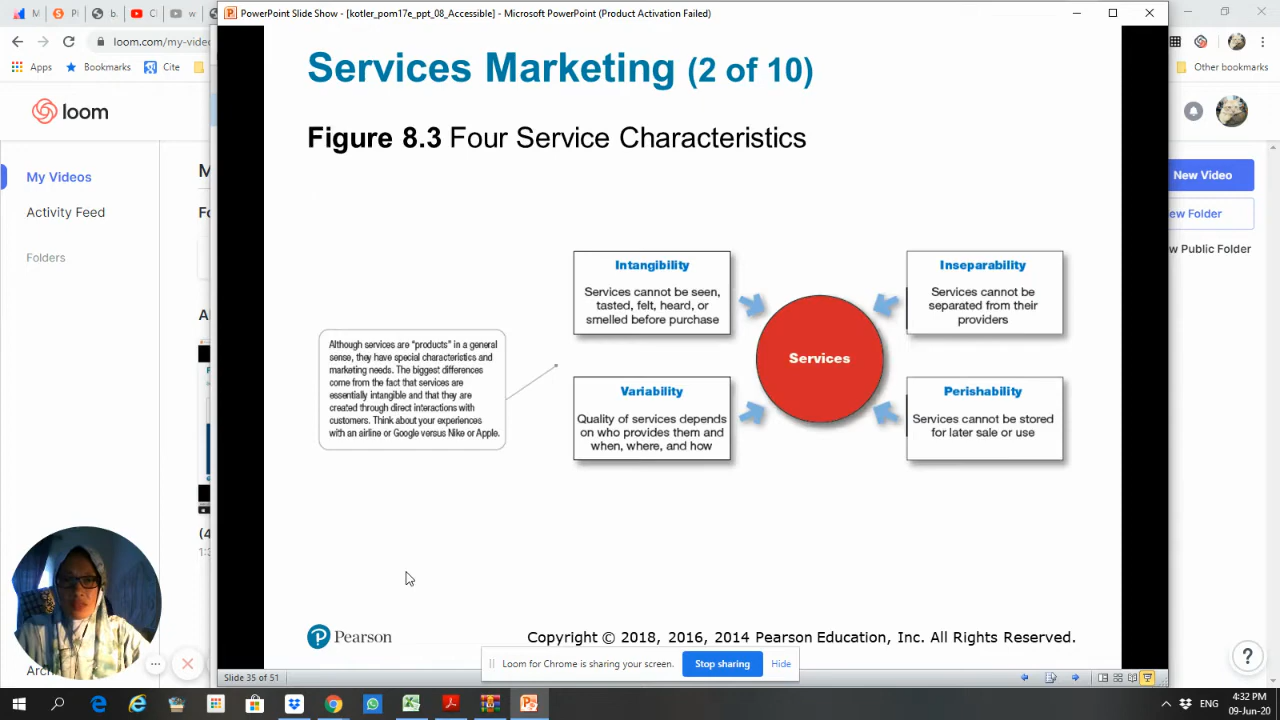 PowerPoint Slide Show - [kotler_pom17e_ppt_08_Accessible] - Microsoft PowerPoint (Product Activation Failed)
loom.com/my-video
Apps
Bookmarks
Cite
Other bookmarks
loom
My Videos
Activity Feed
Folders
New Video
ew Folder
w Public Folder
Services Marketing (2 of 10)
Figure 8.3 Four Service Characteristics
Although services are “products” in a general
sense, they have special characteristics and
marketing needs. The biggest differences
come from the fact that services are
essentially intangible and that they are
created through direct interactions with
customers. Think about your experiences
with an airline or Google versus Nike or Apple.
Intangibility
Services cannot be seen,
tasted, felt, heard, or
smelled before purchase
Inseparability
Services cannot be
separated from their
providers
Services
Variability
Quality of services depends
on who provides them and
when, where, and how
Perishability
Services cannot be stored
for later sale or use
Pearson
Copyright © 2018, 2016, 2014 Pearson Education, Inc. All Rights Reserved.
Loom for Chrome is sharing your screen.
Stop sharing
Hide
Slide 35 of 51
ENG
4:32 PM
09-Jun-20